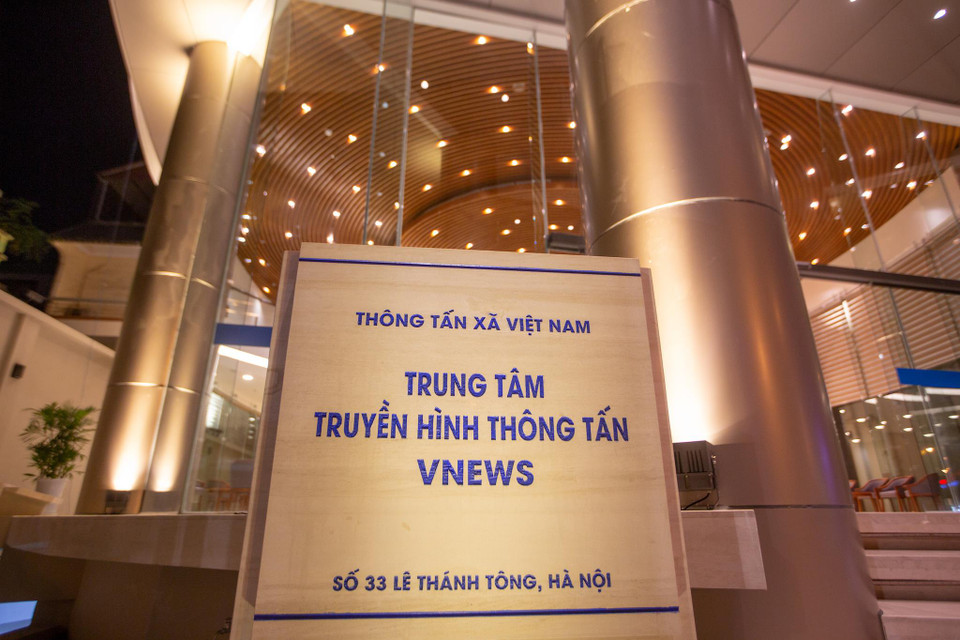 THÔNG TẤN XÃ VIỆT NAM
TRUNG TÂM
TRUYỀN HÌNH THÔNG TẤN
VNEWS
SỐ 33 LÊ THÁNH TÔNG, HÀ NỘI